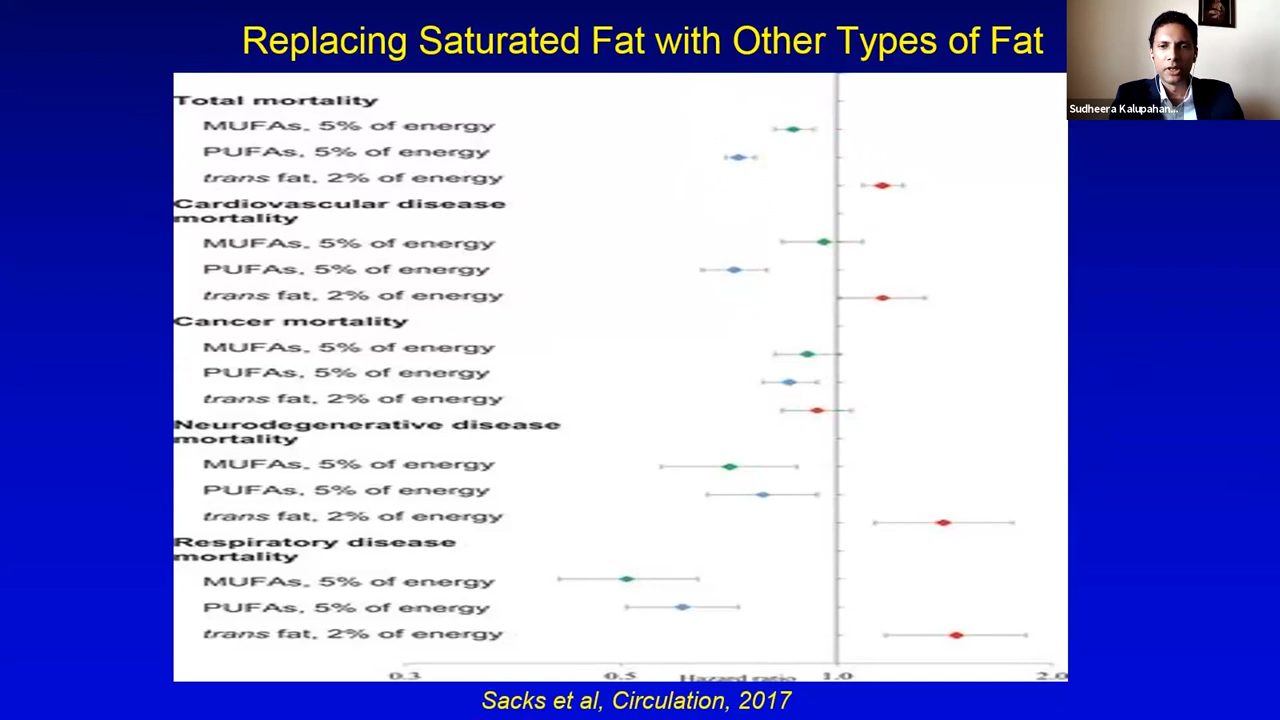 Replacing Saturated Fat with Other Types of Fat
Sudheera Kalupahan...
Total mortality
MUFAs, 5% of energy
PUFAs, 5% of energy
trans fat, 2% of energy
Cardiovascular disease
mortality
MUFAs, 5% of energy
PUFAs, 5% of energy
trans fat, 2% of energy
Cancer mortality
MUFAs, 5% of energy
PUFAs, 5% of energy
trans fat, 2% of energy
Neurodegenerative disease
mortality
MUFAs, 5% of energy
PUFAs, 5% of energy
trans fat, 2% of energy
Respiratory disease
mortality
MUFAs, 5% of energy
PUFAs, 5% of energy
trans fat, 2% of energy
0.3 0.5 Hazard ratio 1.0 2.0
Sacks et al, Circulation, 2017